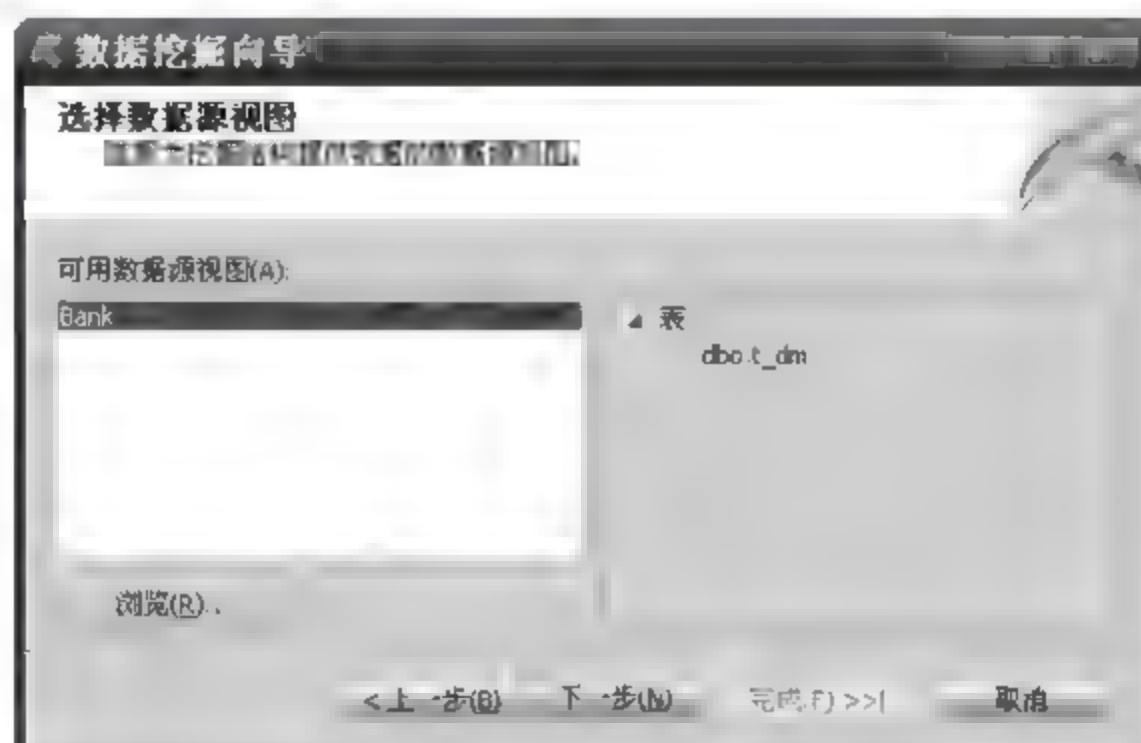 数据挖掘向导
选择数据源视图
可用数据源视图(A):
Bank
表
dbo.t_dm
浏览(R)..
< 上一步(B)
下一步(N)
完成(F) >>|
取消